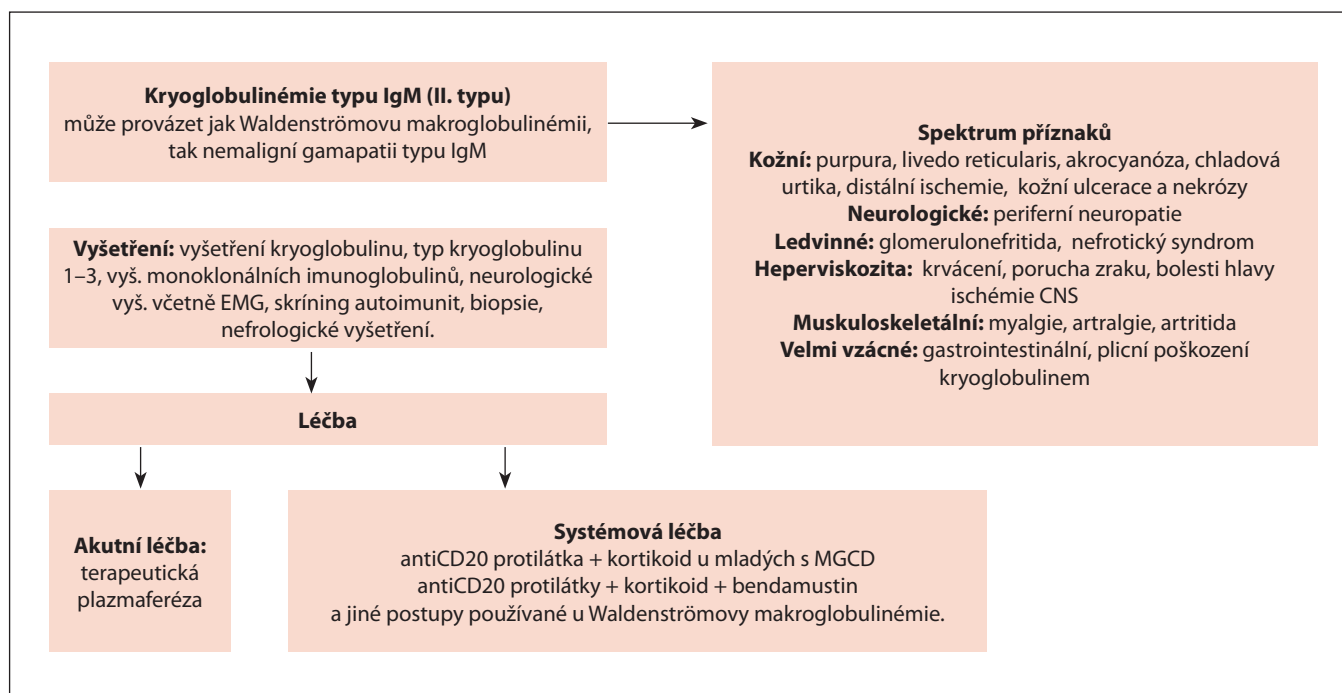 Kryoglobulinémie typu IgM (II. typu)
může provázet jak Waldenströmovu makroglobulinémii,
tak nemaligní gamapatii typu IgM
Spektrum příznaků
Kožní: purpura, livedo reticularis, akrocyanóza, chladová
urtika, distální ischemie, kožní ulcerace a nekrózy
Neurologické: periferní neuropatie
Ledvinné: glomerulonefritida, nefrotický syndrom
Heperviskozita: krvácení, porucha zraku, bolesti hlavy
ischémie CNS
Muskuloskeletální: myalgie, artralgie, artritida
Velmi vzácné: gastrointestinální, plicní poškození
kryoglobulinem
Vyšetření: vyšetření kryoglobulinu, typ kryoglobulinu
1–3, vyš. monoklonálních imunoglobulinů, neurologické
vyš. včetně EMG, skríning autoimunit, biopsie,
nefrologické vyšetření.
Léčba
Akutní léčba:
terapeutická
plazmaferéza
Systémová léčba
antiCD20 protilátka + kortikoid u mladých s MGCD
antiCD20 protilátky + kortikoid + bendamustin
a jiné postupy používané u Waldenströmovy makroglobulinémie.